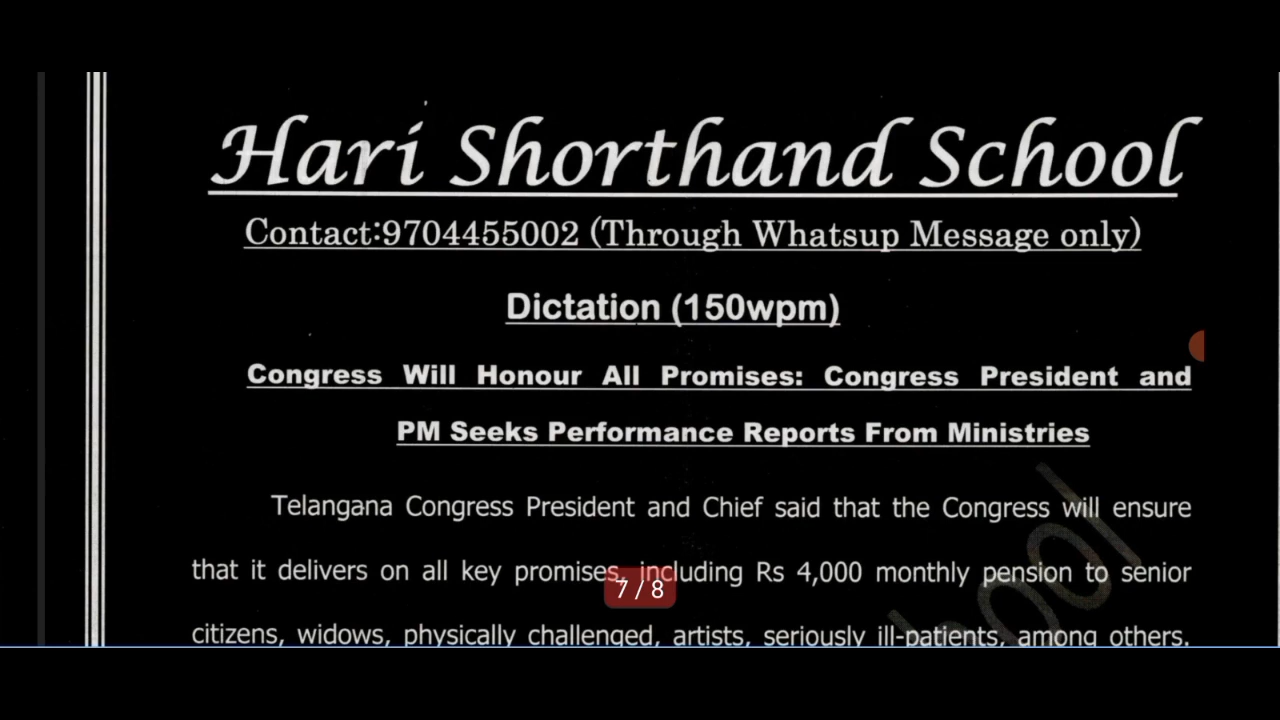 Hari Shorthand School
Contact:9704455002 (Through Whatsup Message only)
Dictation (150wpm)
Congress Will Honour All Promises: Congress President and
PM Seeks Performance Reports From Ministries
Telangana Congress President and Chief said that the Congress will ensure
that it delivers on all key promises, including Rs 4,000 monthly pension to senior
7 / 8
citizens, widows, physically challenged, artists, seriously ill-patients, among others.
hool